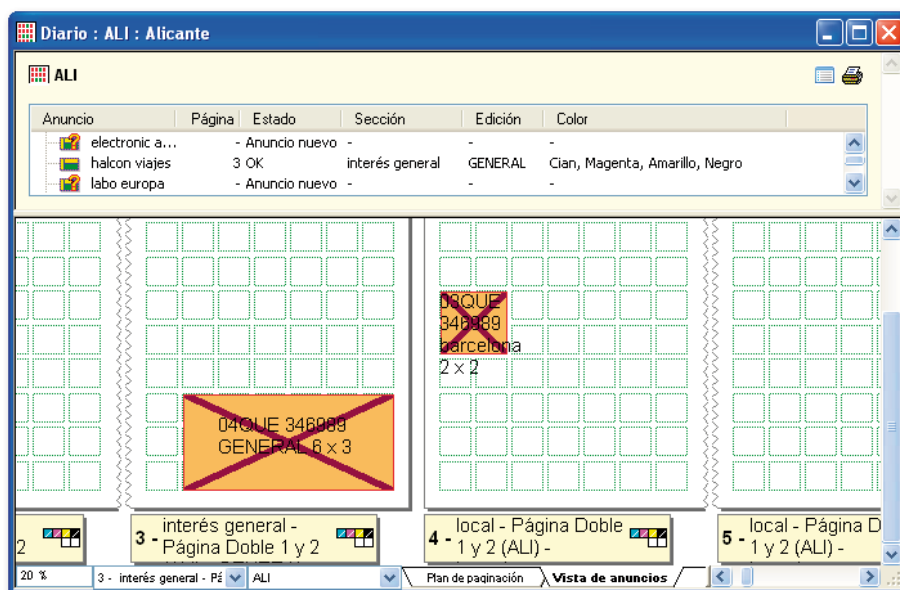 Diario : ALI : Alicante
ALI
Anuncio Página Estado Sección Edición Color
electronic a... - Anuncio nuevo - - -
halcon viajes 3 OK interés general GENERAL Cian, Magenta, Amarillo, Negro
labo europa - Anuncio nuevo - - -
03QUE
346989
barcelona
2 x 2
04QUE 346989
GENERAL 6 x 3
2
3 - interés general -
Página Doble 1 y 2
4 - local - Página Doble
1 y 2 (ALI) -
5 - local - Página D
1 y 2 (ALI) -
20 % 3 - interés general - Pá ALI Plan de paginación Vista de anuncios